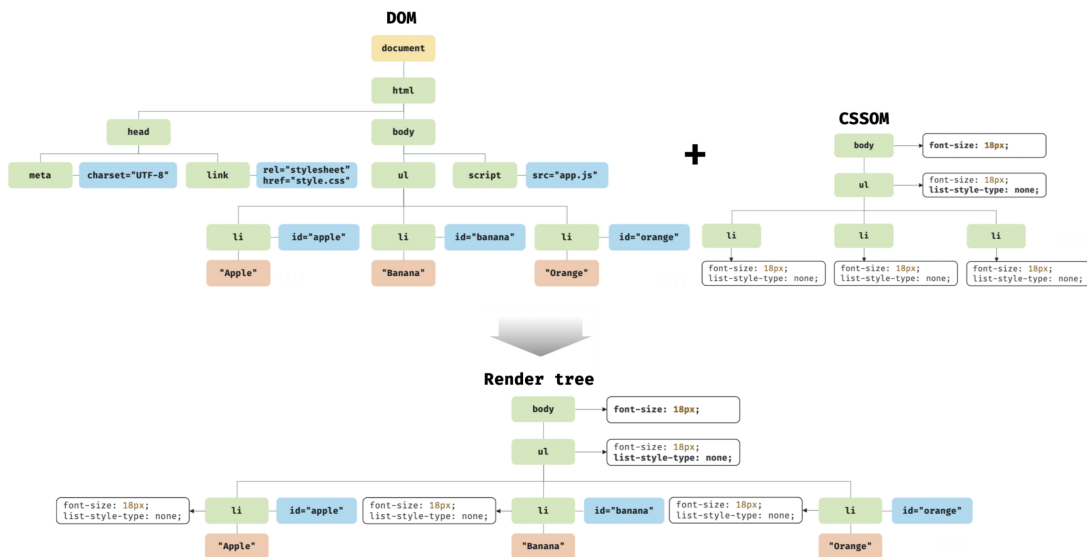 DOM
document
html
head
body
meta
charset="UTF-8"
link
rel="stylesheet”
href="style.css"
ul
script
src="app.js"
li
id="apple"
li
id="banana"
li
id="orange"
"Apple"
"Banana"
"Orange"
+
CSSOM
body
font-size: 18px;
ul
font-size: 18px;
list-style-type: none;
li
li
li
font-size: 18px;
list-style-type: none;
font-size: 18px;
list-style-type: none;
font-size: 18px;
list-style-type: none;
Render tree
body
font-size: 18px;
ul
font-size: 18px;
list-style-type: none;
font-size: 18px;
list-style-type: none;
li
id="apple"
font-size: 18px;
list-style-type: none;
li
id="banana"
font-size: 18px;
list-style-type: none;
li
id="orange"
"Apple"
"Banana"
"Orange"